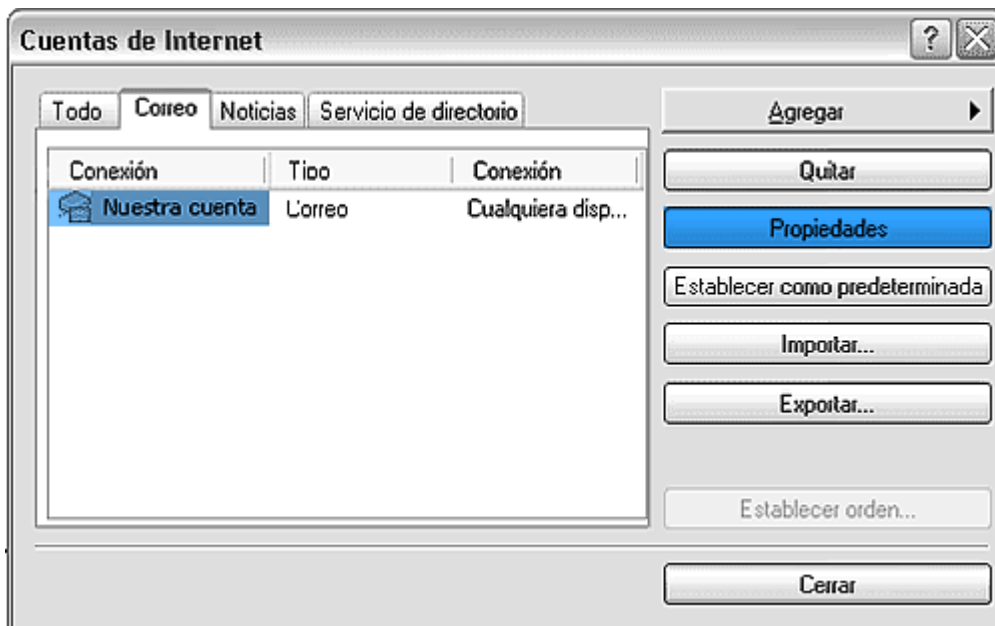 Cuentas de Internet
Todo Correo Noticias Servicio de directorio
Conexión Tipo Conexión
Nuestra cuenta Correo Cualquiera disp...
Agregar
Quitar
Propiedades
Establecer como predeterminada
Importar...
Exportar...
Establecer orden...
Cerrar